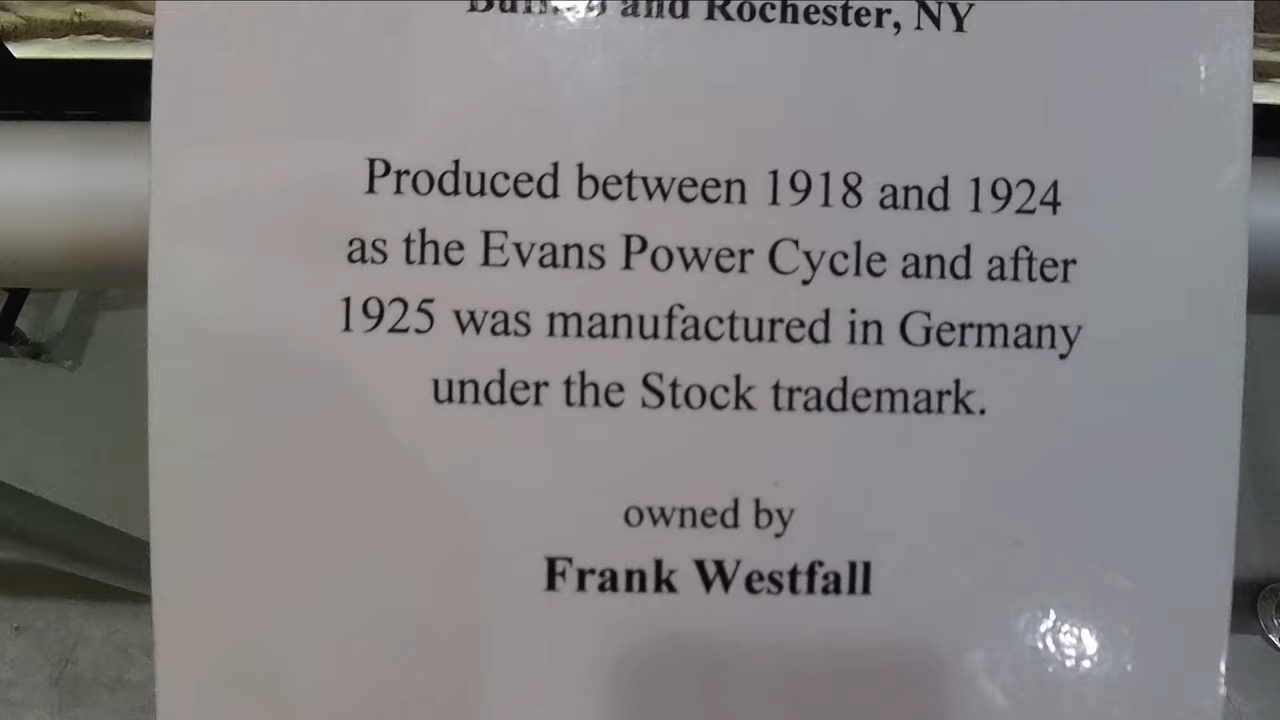 and Rochester, NY
Produced between 1918 and 1924
as the Evans Power Cycle and after
1925 was manufactured in Germany
under the Stock trademark.
owned by
Frank Westfall